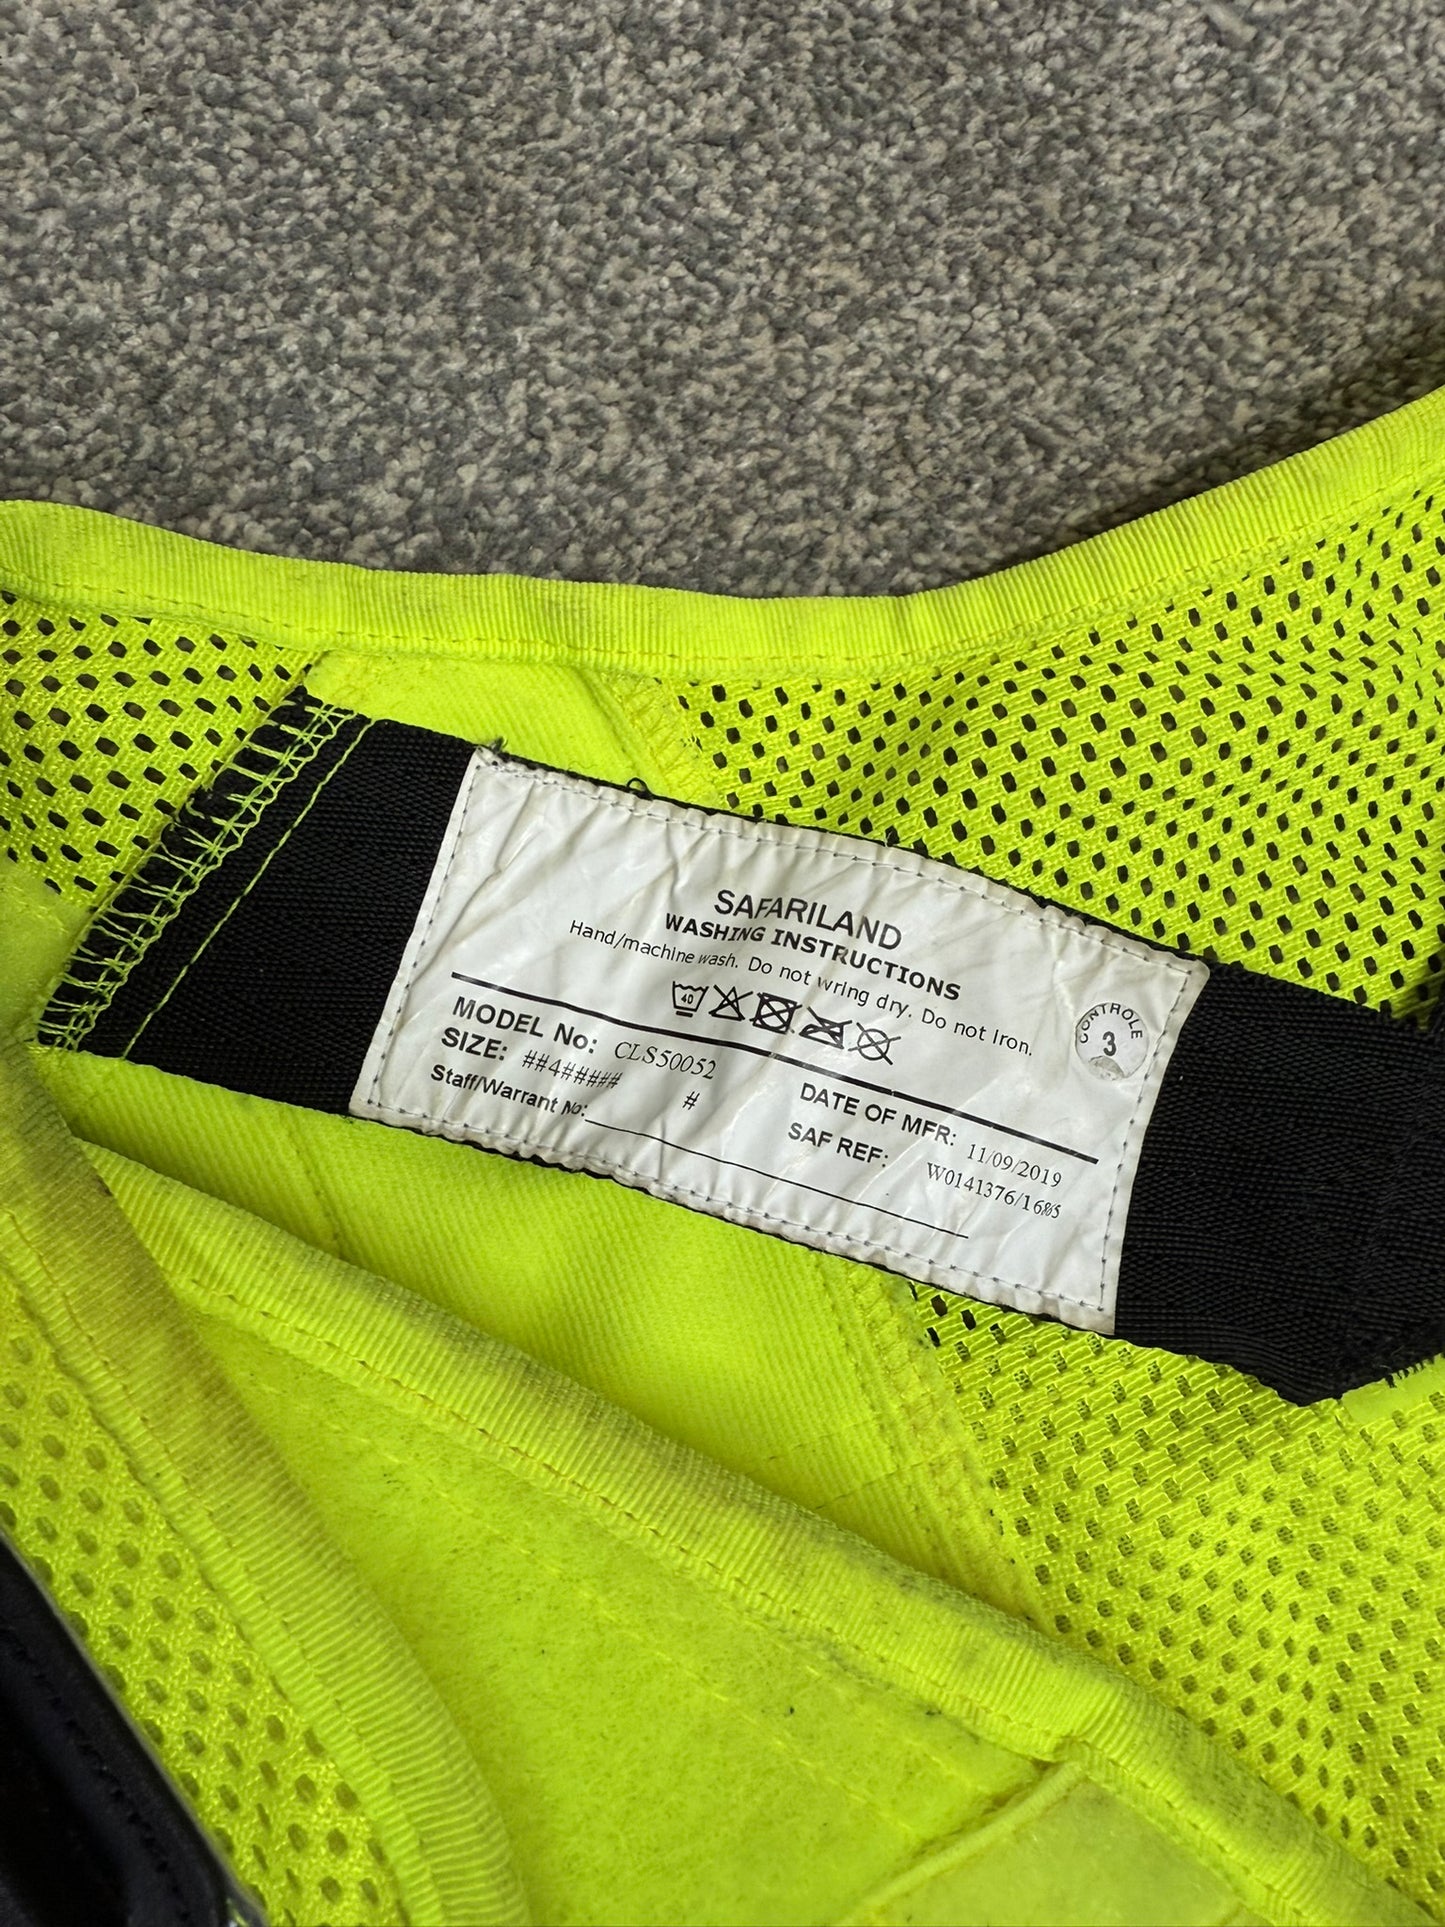 SAFARILAND
WASHING INSTRUCTIONS
Hand/machine wash. Do not wring dry. Do not Iron.
40
CONTROLE
3
MODEL No: CLS50052
SIZE: ##4##### #
Staff/Warrant No:
DATE OF MFR: 11/09/2019
SAF REF: W0141376/1685